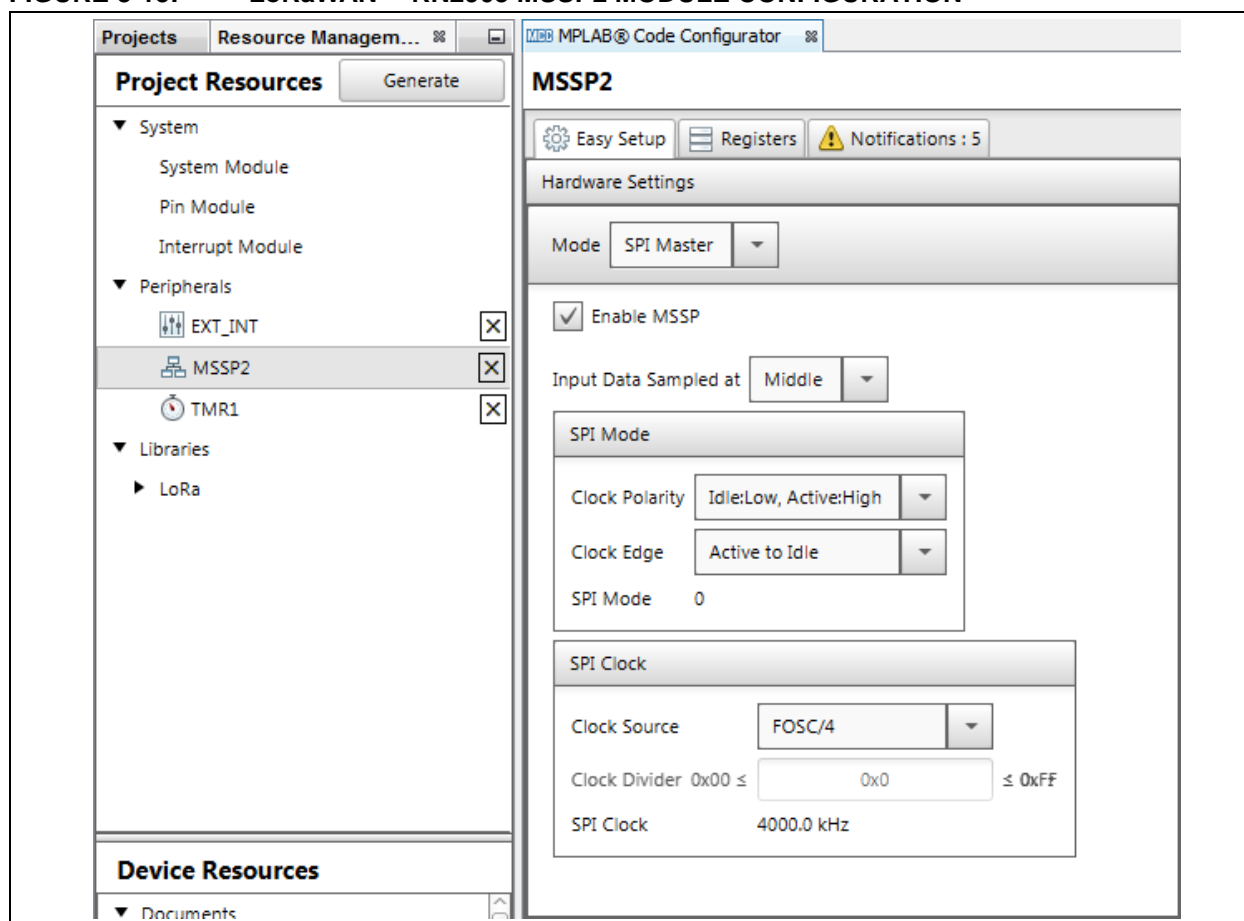 Projects
Resource Managem...
MPLAB® Code Configurator
Project Resources
Generate
MSSP2
System
System Module
Pin Module
Interrupt Module
Peripherals
EXT_INT
MSSP2
TMR1
Libraries
LoRa
Easy Setup
Registers
Notifications : 5
Hardware Settings
Mode SPI Master
Enable MSSP
Input Data Sampled at Middle
SPI Mode
Clock Polarity Idle:Low, Active:High
Clock Edge Active to Idle
SPI Mode 0
SPI Clock
Clock Source FOSC/4
Clock Divider 0x00 ≤ 0x0 ≤ 0xFF
SPI Clock 4000.0 kHz
Device Resources
Documents